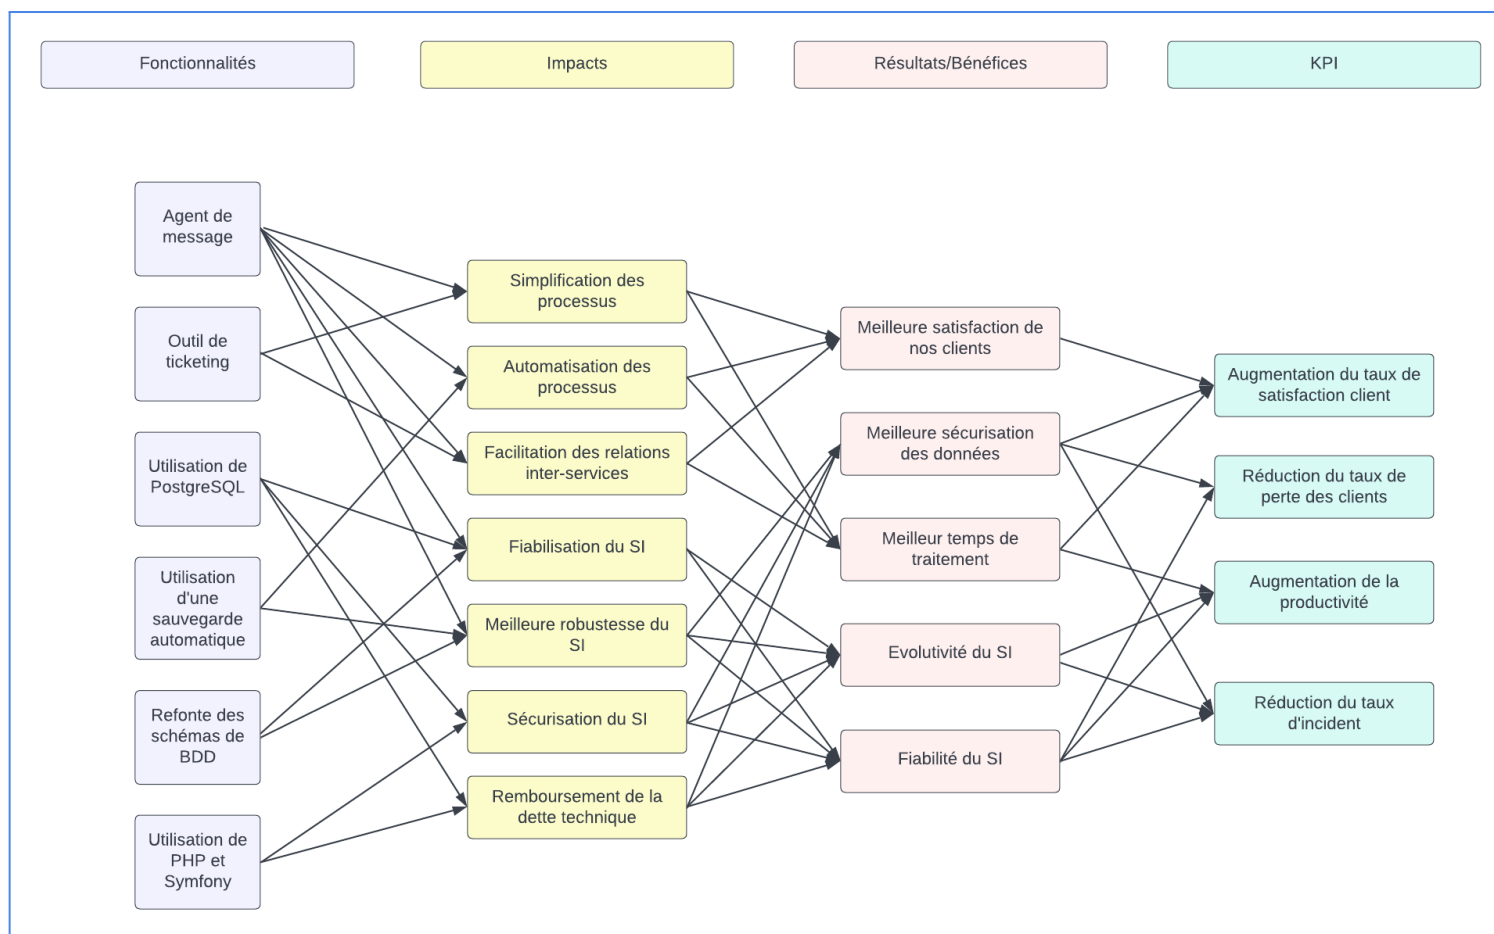 Fonctionnalités
Impacts
Résultats/Bénéfices
KPI
Agent de
message
Outil de
ticketing
Utilisation de
PostgreSQL
Utilisation
d'une
sauvegarde
automatique
Refonte des
schémas de
BDD
Utilisation de
PHP et
Symfony
Simplification des
processus
Automatisation des
processus
Facilitation des relations
inter-services
Fiabilisation du SI
Meilleure robustesse du
SI
Sécurisation du SI
Remboursement de la
dette technique
Meilleure satisfaction de
nos clients
Meilleure sécurisation
des données
Meilleur temps de
traitement
Evolutivité du SI
Fiabilité du SI
Augmentation du taux de
satisfaction client
Réduction du taux de
perte des clients
Augmentation de la
productivité
Réduction du taux
d'incident